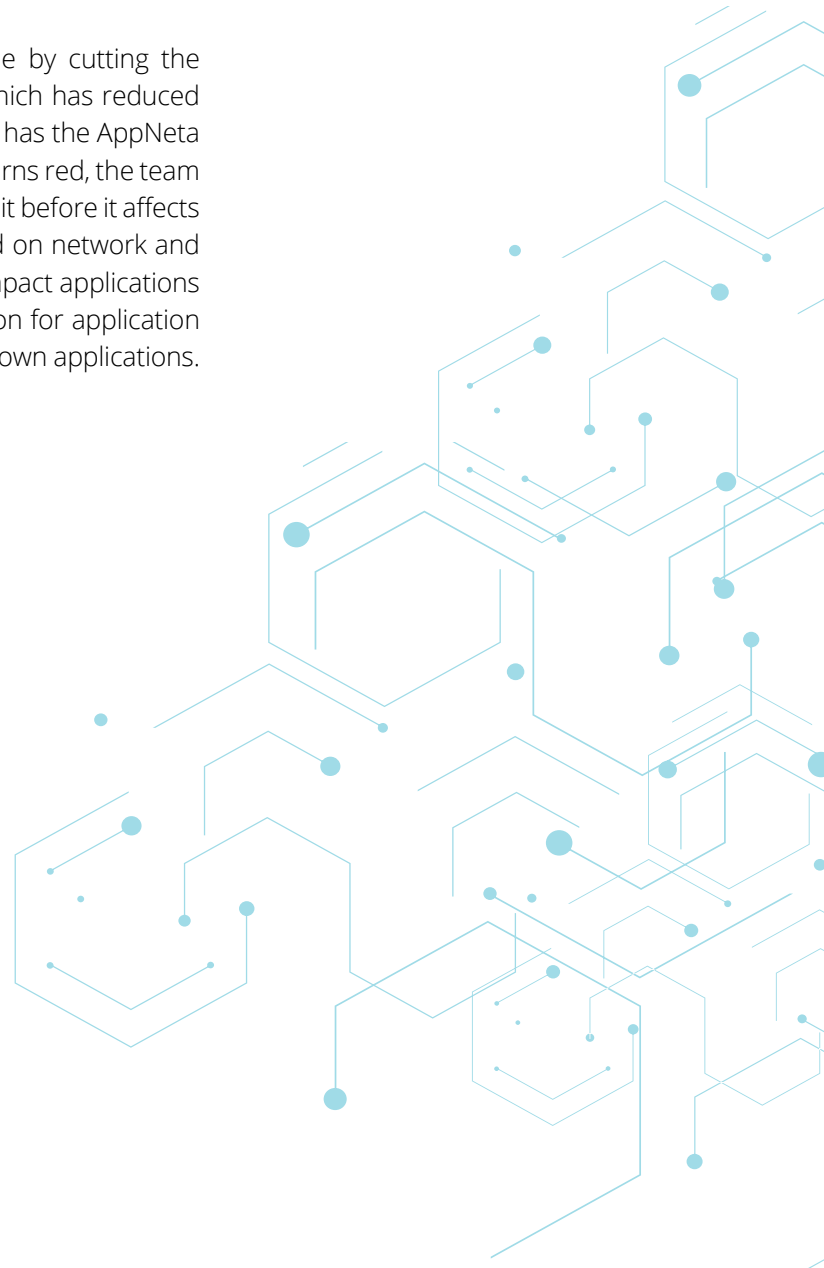 e by cutting the
hich has reduced
has the AppNeta
rns red, the team
it before it affects
d on network and
pact applications
on for application
own applications.